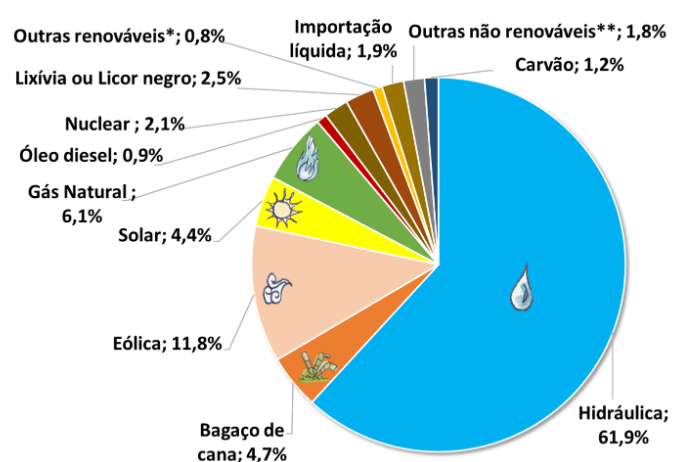 Outras renováveis*; 0,8%
Importação
líquida; 1,9%
Outras não renováveis**; 1,8%
Carvão; 1,2%
Lixívia ou Licor negro; 2,5%
Nuclear ; 2,1%
Óleo diesel; 0,9%
Gás Natural ;
6,1%
Solar; 4,4%
Eólica; 11,8%
Bagaço de
cana; 4,7%
Hidráulica;
61,9%